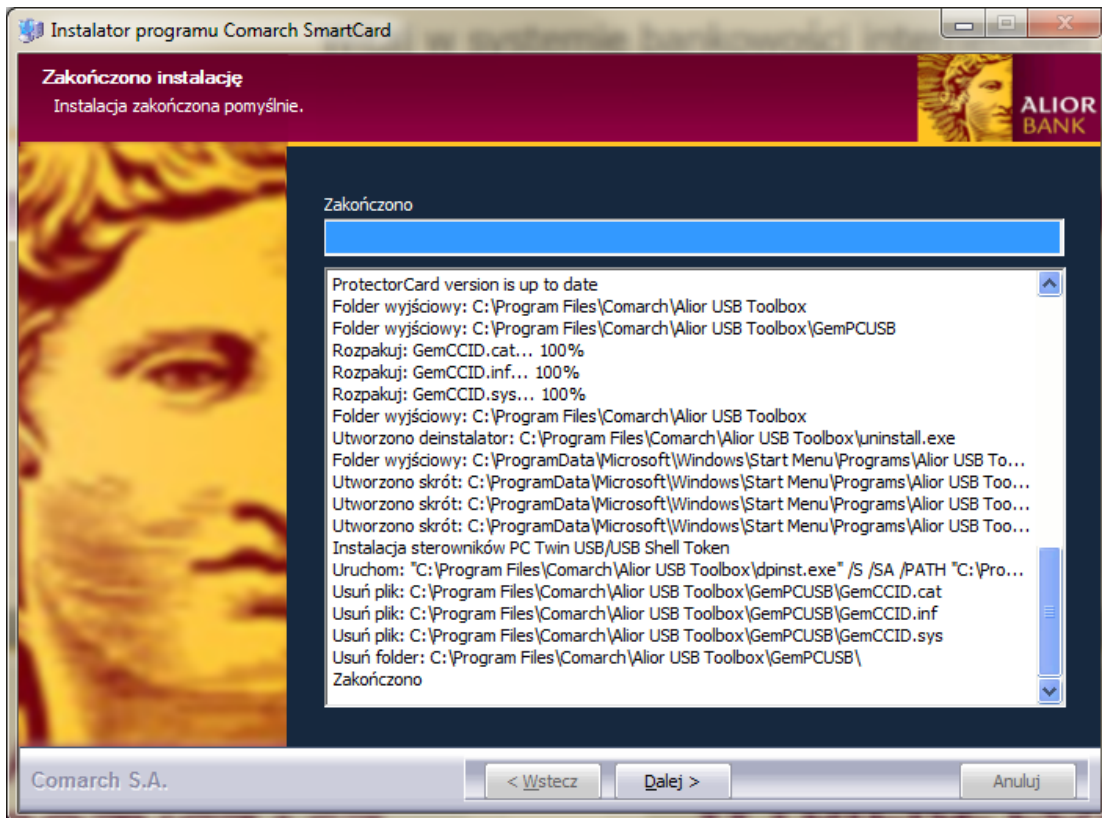 Instalator programu Comarch SmartCard
w systemie bankowości
Zakończono instalację
Instalacja zakończona pomyślnie.
ALIOR
BANK
Zakończono
ProtectorCard version is up to date
Folder wyjściowy: C:\Program Files\Comarch\Alior USB Toolbox
Folder wyjściowy: C:\Program Files\Comarch\Alior USB Toolbox\GemPCUSB
Rozpakuj: GemCCID.cat... 100%
Rozpakuj: GemCCID.inf... 100%
Rozpakuj: GemCCID.sys... 100%
Folder wyjściowy: C:\Program Files\Comarch\Alior USB Toolbox
Utworzono deinstalator: C:\Program Files\Comarch\Alior USB Toolbox\uninstall.exe
Folder wyjściowy: C:\ProgramData\Microsoft\Windows\Start Menu\Programs\Alior USB To...
Utworzono skrót: C:\ProgramData\Microsoft\Windows\Start Menu\Programs\Alior USB Too...
Utworzono skrót: C:\ProgramData\Microsoft\Windows\Start Menu\Programs\Alior USB Too...
Utworzono skrót: C:\ProgramData\Microsoft\Windows\Start Menu\Programs\Alior USB Too...
Instalacja sterowników PC Twin USB/USB Shell Token
Uruchom: "C:\Program Files\Comarch\Alior USB Toolbox\dpinst.exe" /S /SA /PATH "C:\Pro...
Usuń plik: C:\Program Files\Comarch\Alior USB Toolbox\GemPCUSB\GemCCID.cat
Usuń plik: C:\Program Files\Comarch\Alior USB Toolbox\GemPCUSB\GemCCID.inf
Usuń plik: C:\Program Files\Comarch\Alior USB Toolbox\GemPCUSB\GemCCID.sys
Usuń folder: C:\Program Files\Comarch\Alior USB Toolbox\GemPCUSB\
Zakończono
Comarch S.A.
< Wstecz
Dalej >
Anuluj